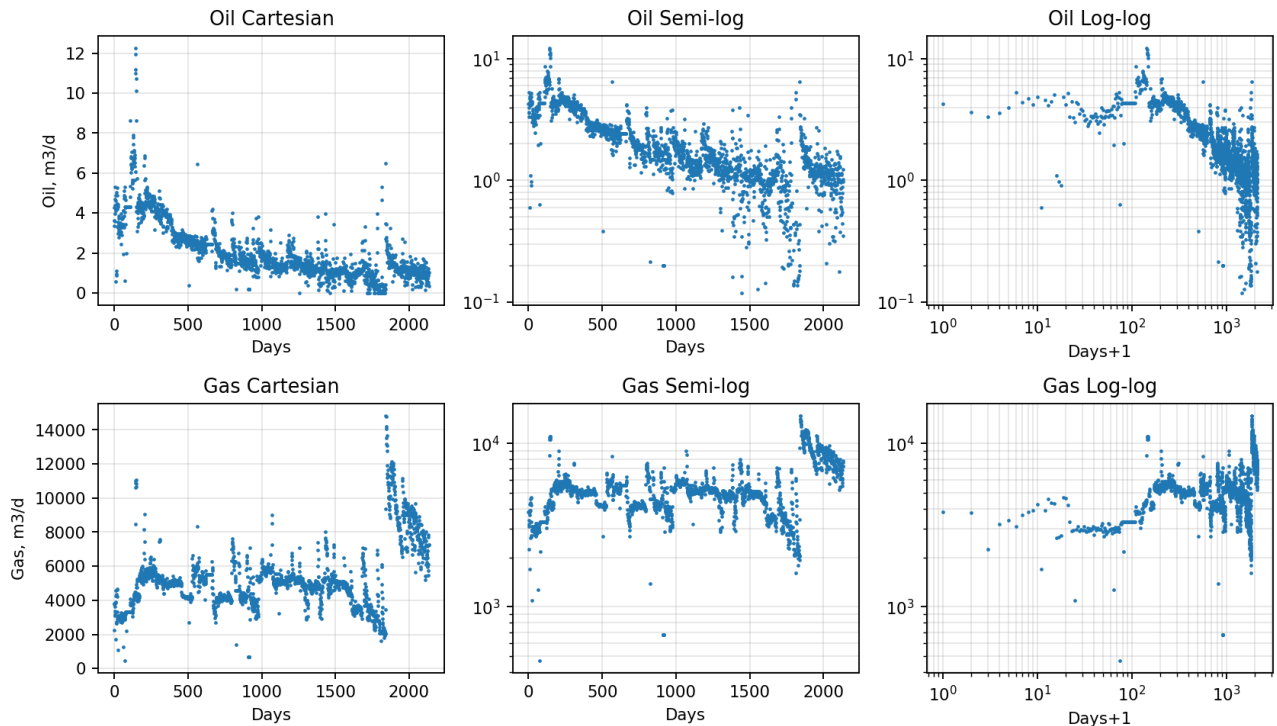 Oil Cartesian
Oil, m3/d
12
10
8
6
4
2
0
0 500 1000 1500 2000
Days
Oil Semi-log
10¹
10⁰
10⁻¹
0 500 1000 1500 2000
Days
Oil Log-log
10¹
10⁰
10⁻¹
10⁰ 10¹ 10² 10³
Days+1
Gas Cartesian
Gas, m3/d
14000
12000
10000
8000
6000
4000
2000
0
0 500 1000 1500 2000
Days
Gas Semi-log
10⁴
10³
0 500 1000 1500 2000
Days
Gas Log-log
10⁴
10³
10⁰ 10¹ 10² 10³
Days+1